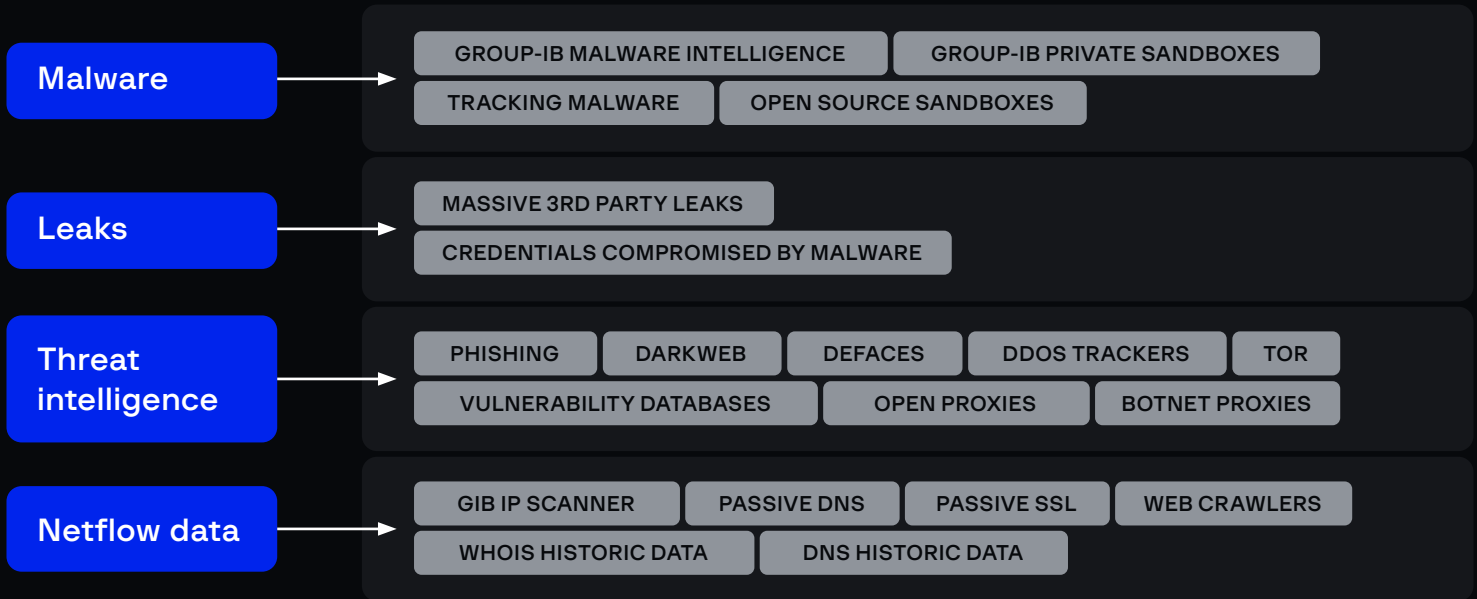 Malware
GROUP-IB MALWARE INTELLIGENCE
GROUP-IB PRIVATE SANDBOXES
TRACKING MALWARE
OPEN SOURCE SANDBOXES
Leaks
MASSIVE 3RD PARTY LEAKS
CREDENTIALS COMPROMISED BY MALWARE
Threat
intelligence
PHISHING
DARKWEB
DEFACES
DDOS TRACKERS
TOR
VULNERABILITY DATABASES
OPEN PROXIES
BOTNET PROXIES
Netflow data
GIB IP SCANNER
PASSIVE DNS
PASSIVE SSL
WEB CRAWLERS
WHOIS HISTORIC DATA
DNS HISTORIC DATA